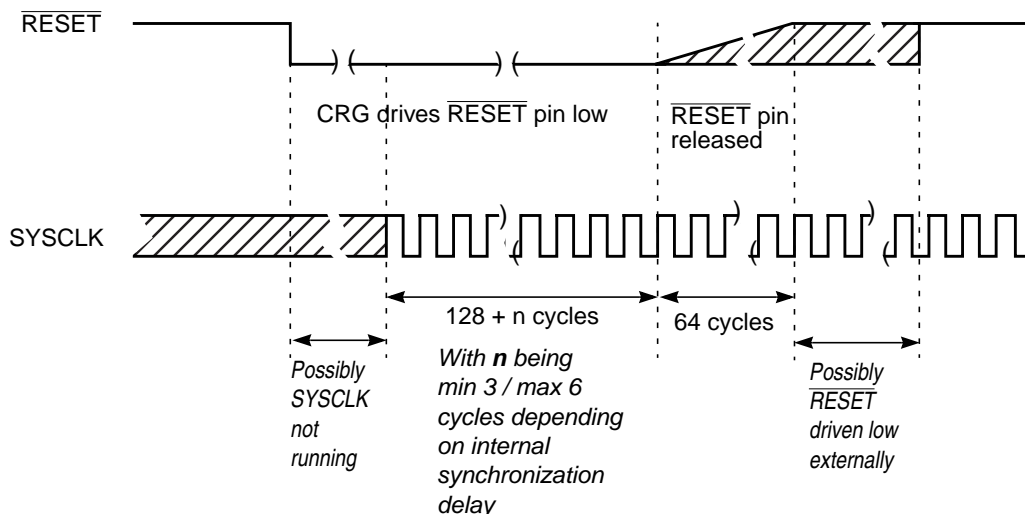 RESET
CRG drives RESET pin low
RESET pin
released
SYSCLK
128 + n cycles
64 cycles
Possibly
SYSCLK
not
running
With n being
min 3 / max 6
cycles depending
on internal
synchronization
delay
Possibly
RESET
driven low
externally